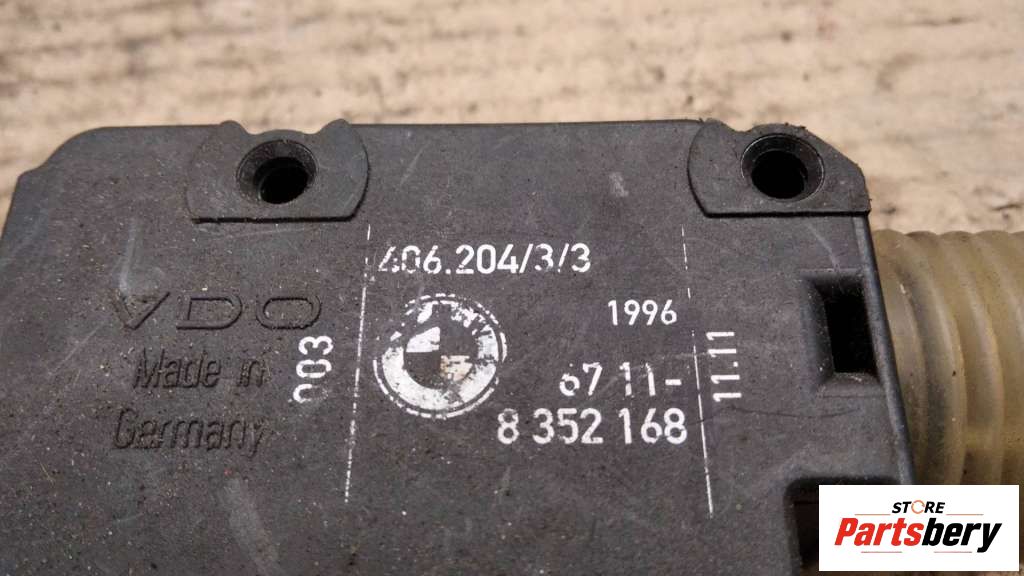 406.204/3/3
VDO
Made in
Germany
003
1996
67 11-
8 352 168
11.11
STORE
Partsbery